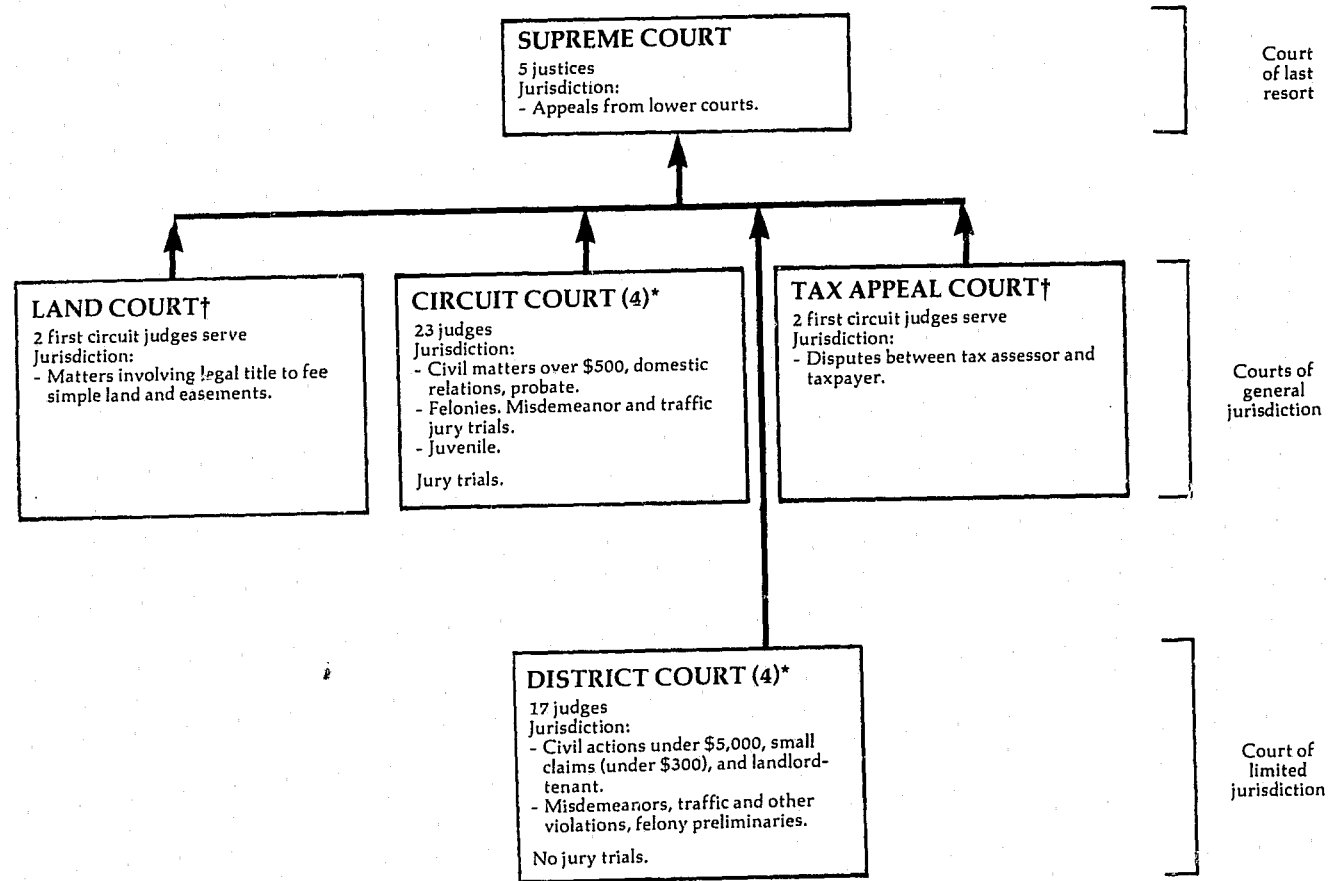 SUPREME COURT
5 justices
Jurisdiction:
- Appeals from lower courts.
Court
of last
resort
LAND COURT†
2 first circuit judges serve
Jurisdiction:
- Matters involving legal title to fee
simple land and easements.
CIRCUIT COURT (4)*
23 judges
Jurisdiction:
- Civil matters over $500, domestic
relations, probate.
- Felonies. Misdemeanor and traffic
jury trials.
- Juvenile.
Jury trials.
TAX APPEAL COURT†
2 first circuit judges serve
Jurisdiction:
- Disputes between tax assessor and
taxpayer.
Courts of
general
jurisdiction
DISTRICT COURT (4)*
17 judges
Jurisdiction:
- Civil actions under $5,000, small
claims (under $300), and landlord-
tenant.
- Misdemeanors, traffic and other
violations, felony preliminaries.
No jury trials.
Court of
limited
jurisdiction